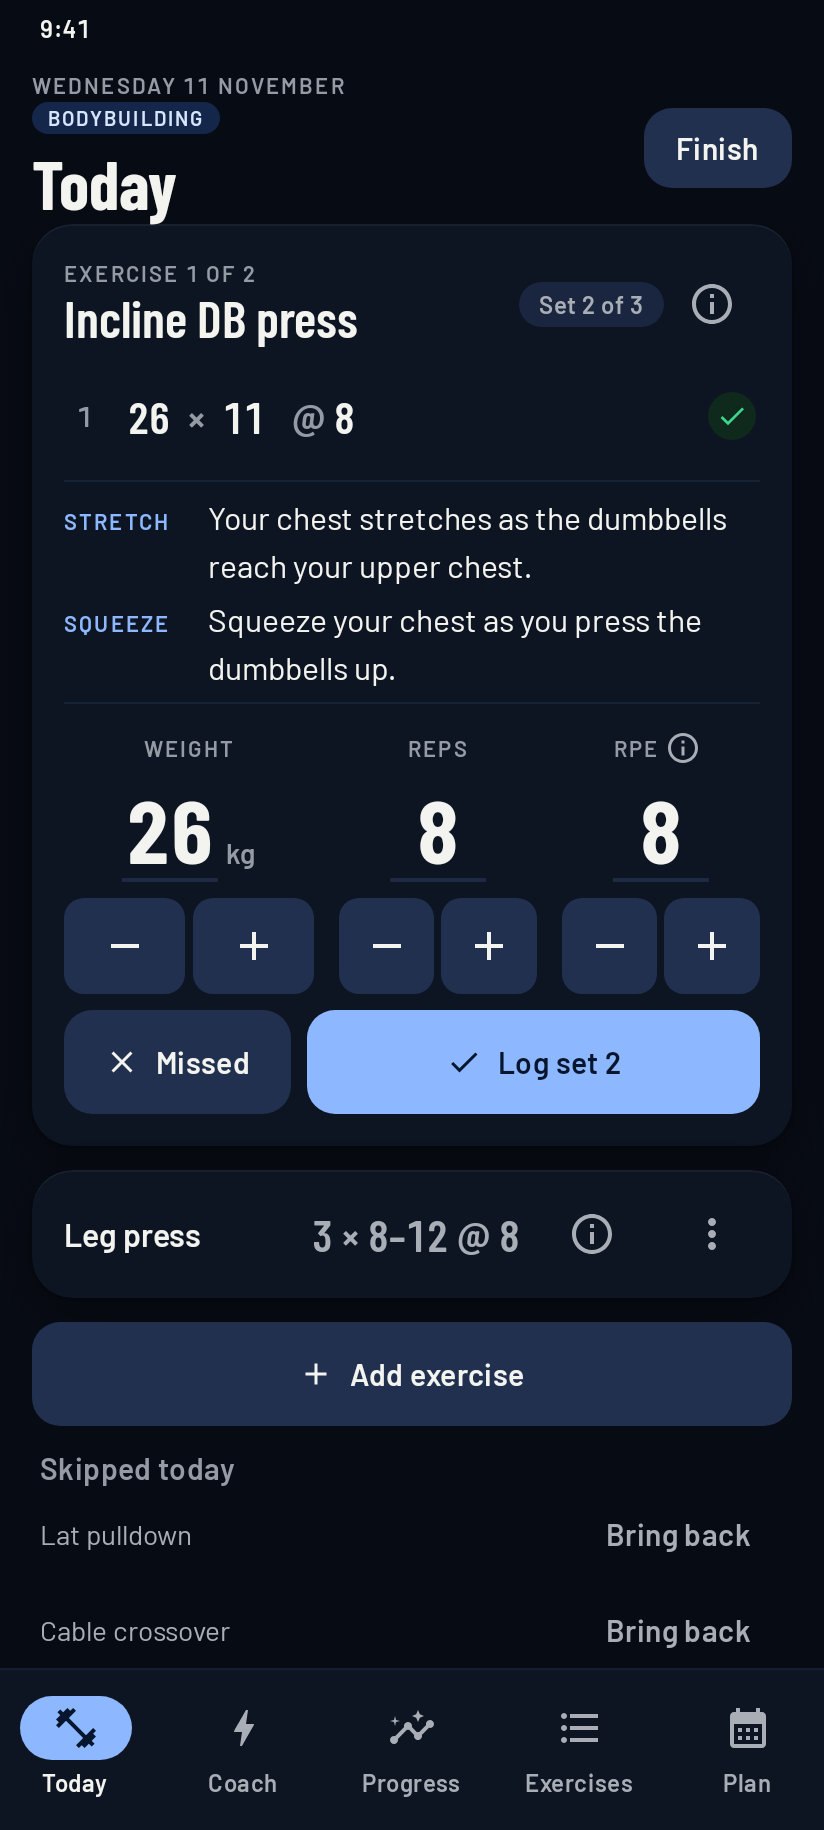 9:41
WEDNESDAY 11 NOVEMBER
BODYBUILDING
Today
Finish
EXERCISE 1 OF 2
Incline DB press
Set 2 of 3
1 26 × 11 @ 8
STRETCH Your chest stretches as the dumbbells
reach your upper chest.
SQUEEZE Squeeze your chest as you press the
dumbbells up.
WEIGHT REPS RPE
26 kg 8 8
Missed Log set 2
Leg press 3 × 8–12 @ 8
Add exercise
Skipped today
Lat pulldown Bring back
Cable crossover Bring back
Today Coach Progress Exercises Plan